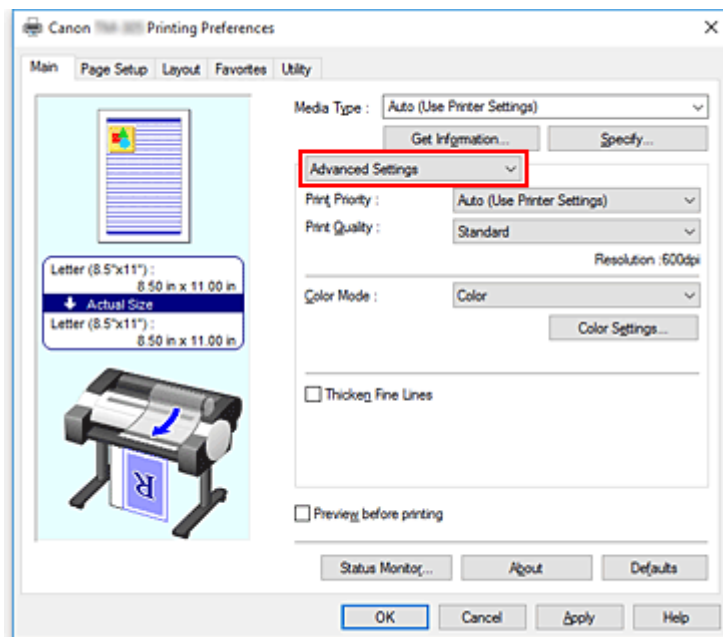 Canon Printing Preferences
Main Page Setup Layout Favorites Utility
Media Type : Auto (Use Printer Settings)
Get Information... Specify...
Advanced Settings
Print Priority : Auto (Use Printer Settings)
Print Quality : Standard
Resolution :600dpi
Color Mode : Color
Color Settings...
Thicken Fine Lines
Letter (8.5"x11") :
8.50 in x 11.00 in
Actual Size
Letter (8.5"x11") :
8.50 in x 11.00 in
R
Preview before printing
Status Monitor... About Defaults
OK Cancel Apply Help